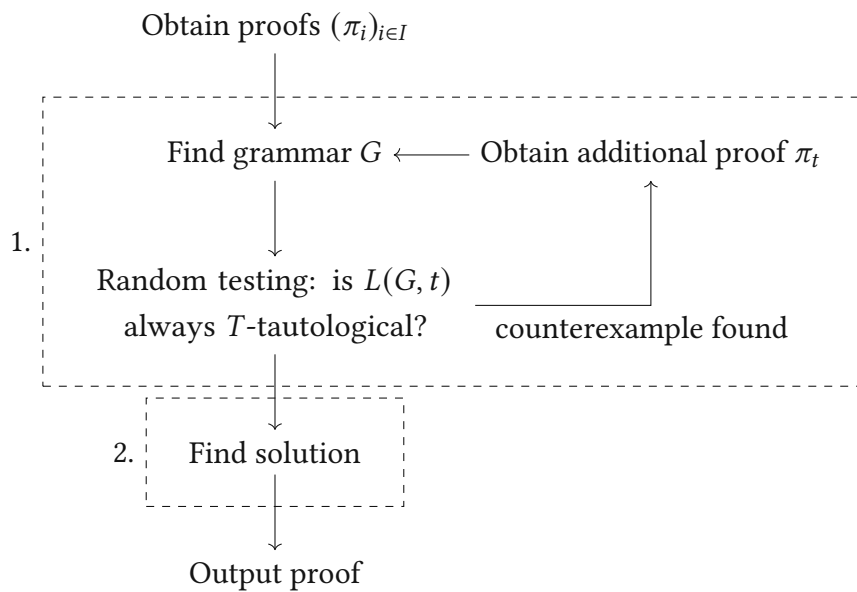 Obtain proofs (π_i)_{i∈I}
Find grammar G
Obtain additional proof π_t
1.
Random testing: is L(G, t)
always T-tautological?
counterexample found
2.
Find solution
Output proof